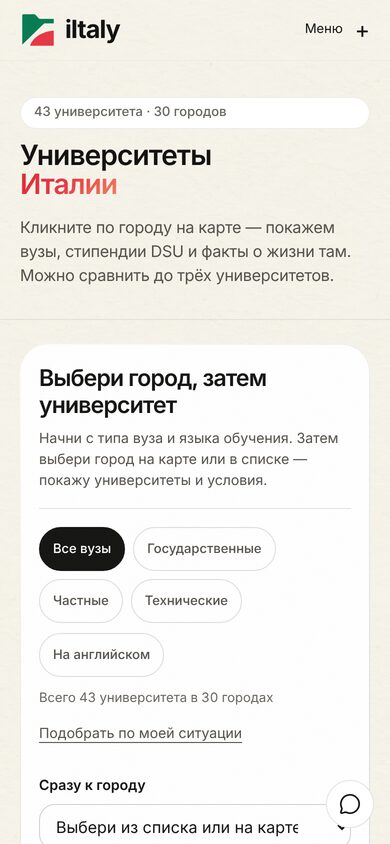 iltaly
Меню +
43 университета · 30 городов
Университеты
Италии
Кликните по городу на карте — покажем
вузы, стипендии DSU и факты о жизни там.
Можно сравнить до трёх университетов.
Выбери город, затем
университет
Начни с типа вуза и языка обучения. Затем
выбери город на карте или в списке —
покажу университеты и условия.
Все вузы
Государственные
Частные
Технические
На английском
Всего 43 университета в 30 городах
Подобрать по моей ситуации
Сразу к городу
Выбери из списка или на карте